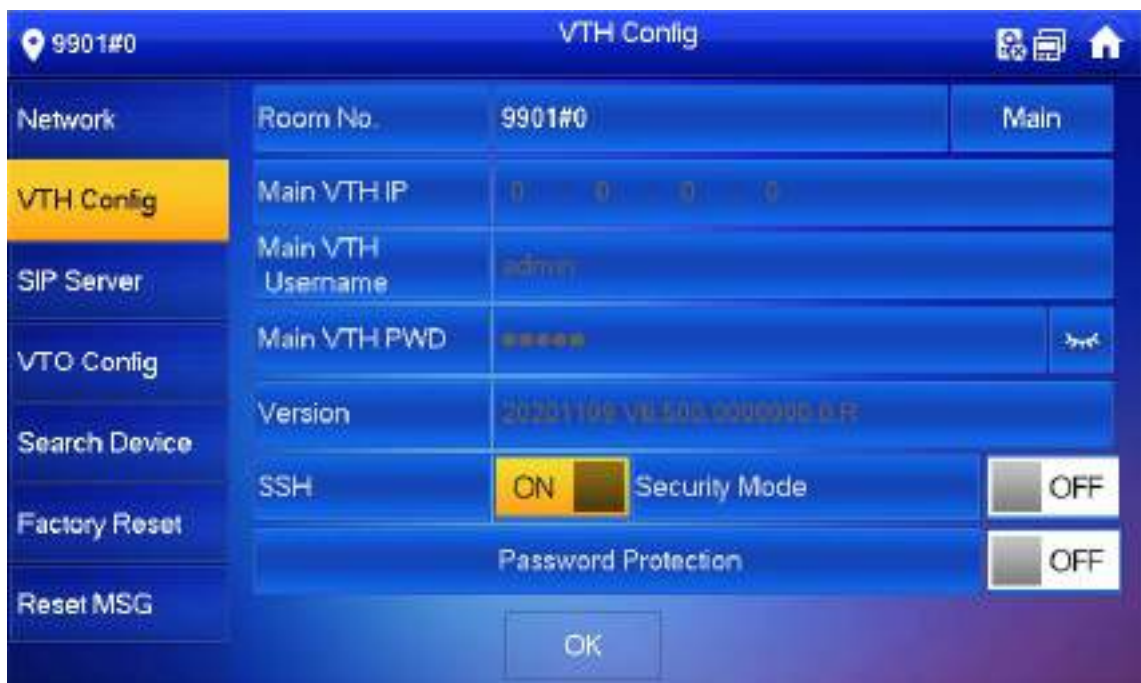 9901#0
VTH Config
Network
VTH Config
SIP Server
VTO Config
Search Device
Factory Reset
Reset MSG
Room No.
9901#0
Main
Main VTH IP
0 0 0 0
Main VTH
Username
admin
Main VTH PWD
Version
SSH
ON
Security Mode
OFF
Password Protection
OFF
OK